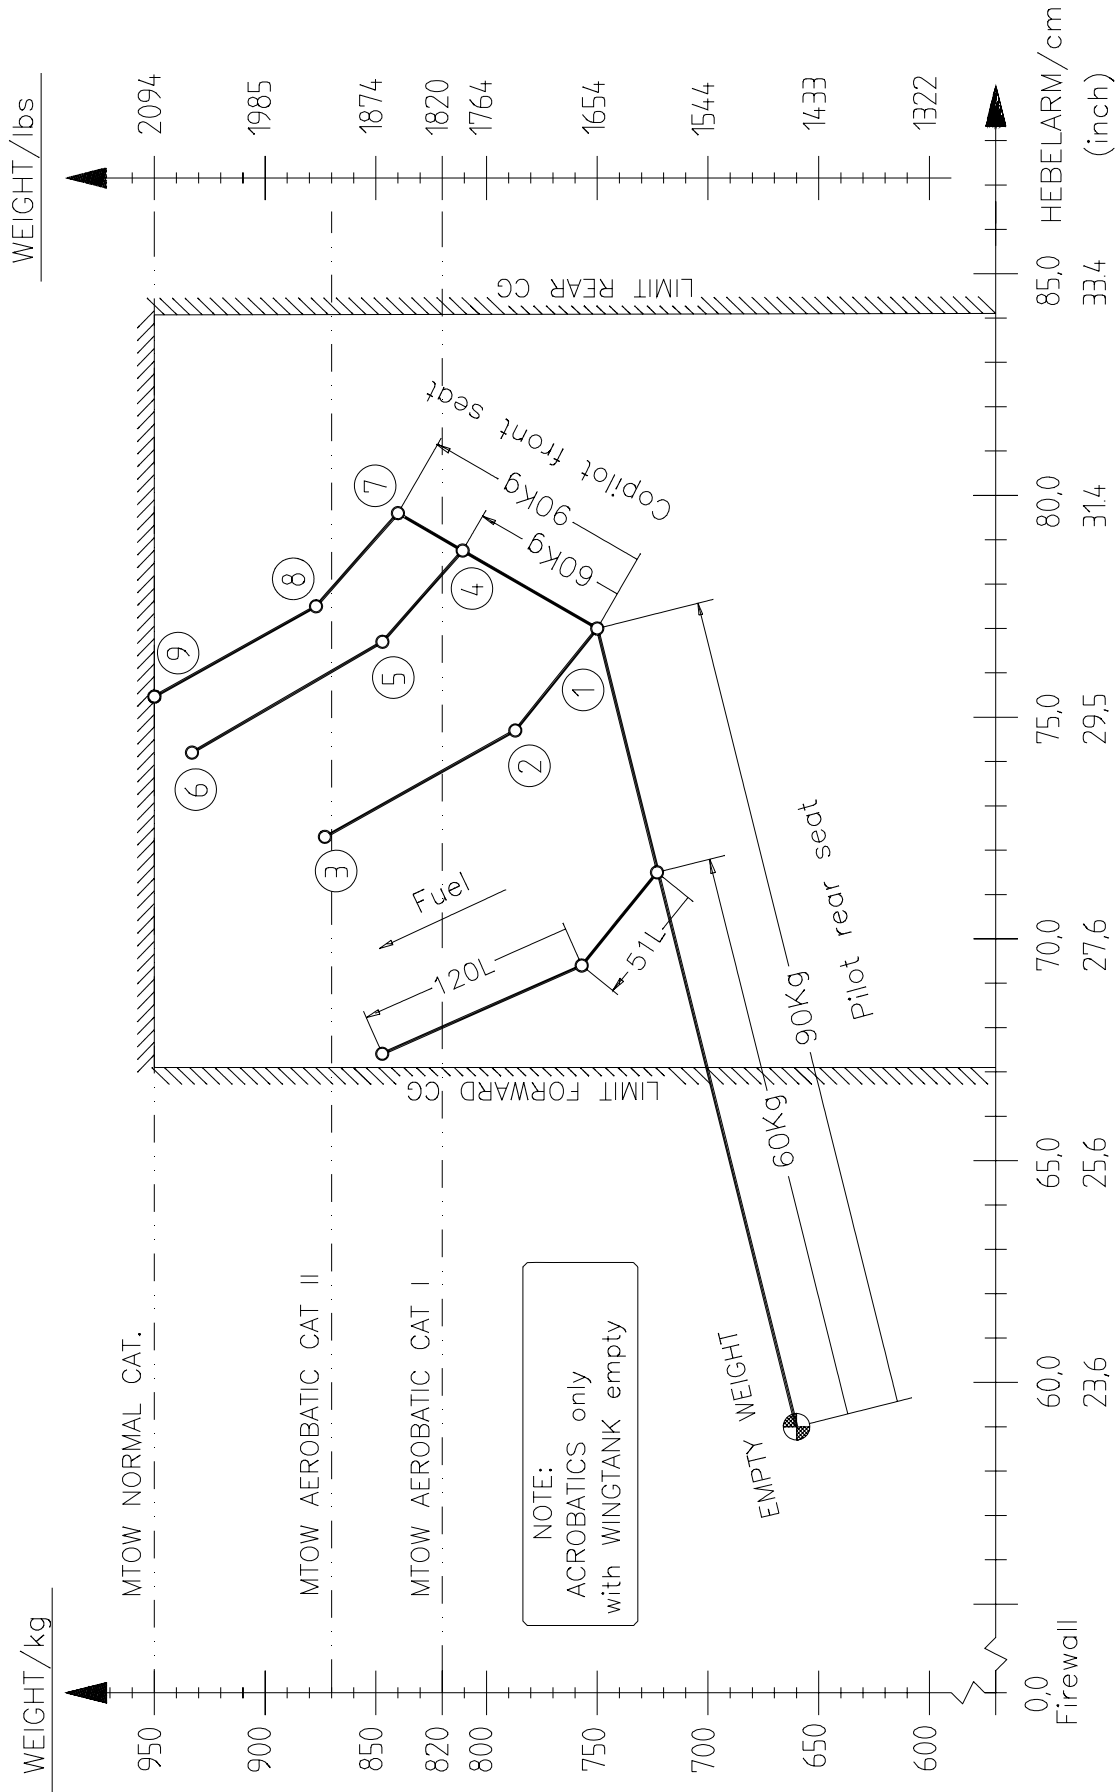 WEIGHT/kg
WEIGHT/lbs
950
900
850
820
800
750
700
650
600
2094
1985
1874
1820
1764
1654
1544
1433
1322
MTOW NORMAL CAT.
MTOW AEROBATIC CAT II
MTOW AEROBATIC CAT I
NOTE:
ACROBATICS only
with WINGTANK empty
EMPTY WEIGHT
LIMIT FORWARD CG
LIMIT REAR CG
Fuel
120L
51L
60Kg
90Kg
Pilot rear seat
60Kg
90Kg
Copilot front seat
1
2
3
4
5
6
7
8
9
0,0
60,0
65,0
70,0
75,0
80,0
85,0
HEBELARM/cm
Firewall
23,6
25,6
27,6
29,5
31.4
33.4
(inch)